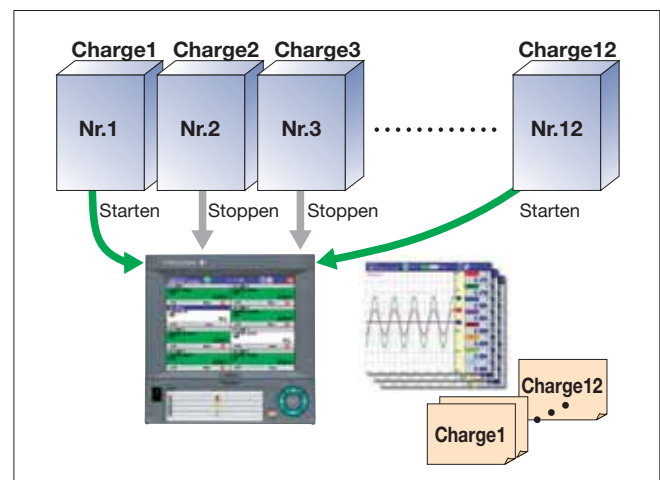 Charge1 Charge2 Charge3 Charge12
Nr.1 Nr.2 Nr.3 Nr.12
Starten Stoppen Stoppen Starten
Charge12
Charge1